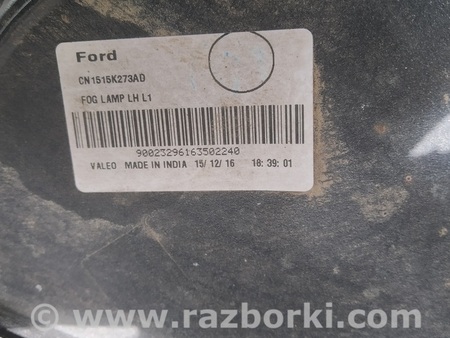 Ford
CN1515K273AD
FOG LAMP LH L1
90023296163502240
VALEO MADE IN INDIA 15/12/16 18:39:01
www.razborki.com